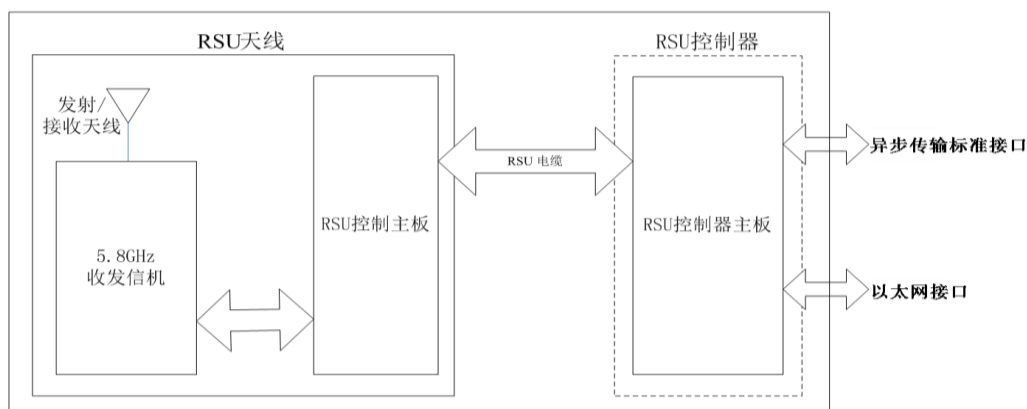 RSU天线
RSU控制器
发射/
接收天线
RSU 电缆
异步传输标准接口
RSU控制主板
RSU控制器主板
5.8GHz
收发信机
以太网接口